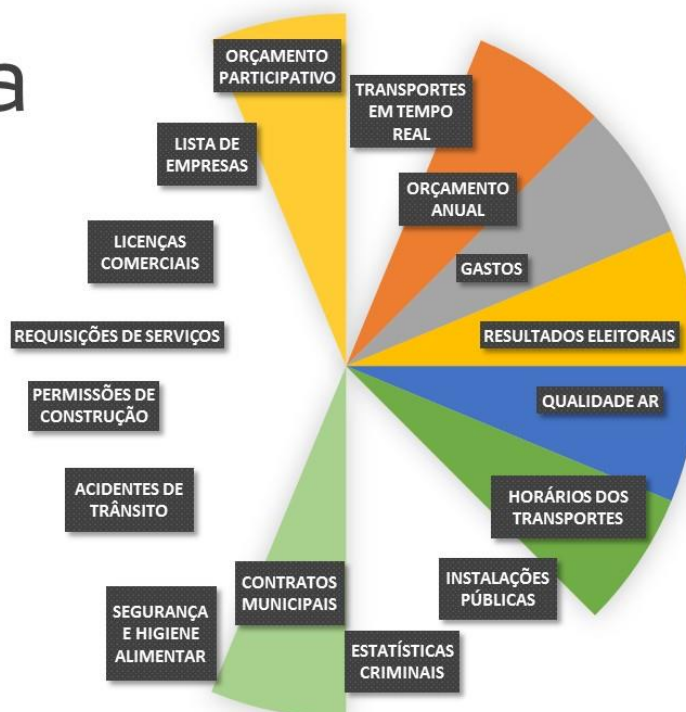 a
ORÇAMENTO
PARTICIPATIVO
TRANSPORTES
EM TEMPO
REAL
LISTA DE
EMPRESAS
ORÇAMENTO
ANUAL
LICENÇAS
COMERCIAIS
GASTOS
REQUISIÇÕES DE SERVIÇOS
RESULTADOS ELEITORAIS
PERMISSÕES DE
CONSTRUÇÃO
QUALIDADE AR
ACIDENTES DE
TRÂNSITO
HORÁRIOS DOS
TRANSPORTES
CONTRATOS
MUNICIPAIS
INSTALAÇÕES
PÚBLICAS
SEGURANÇA
E HIGIENE
ALIMENTAR
ESTATÍSTICAS
CRIMINAIS